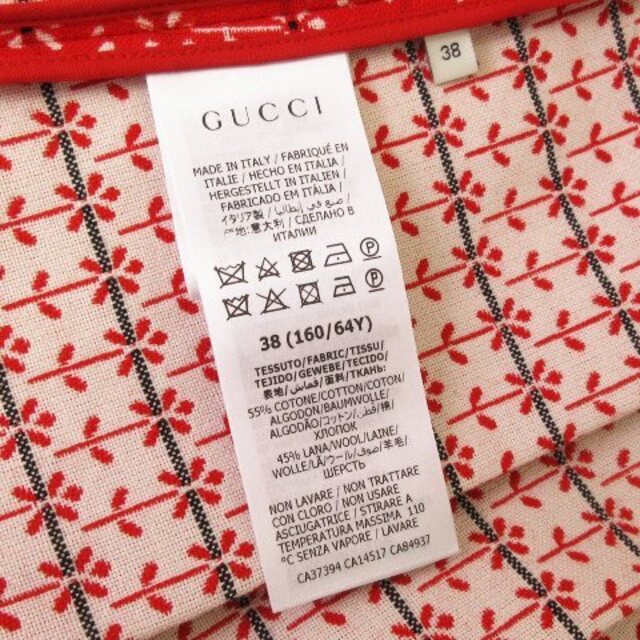 38
GUCCI
MADE IN ITALY / FABRIQUÉ EN
ITALIE / HECHO EN ITALIA /
HERGESTELLT IN ITALIEN /
FABRICADO EM ITÁLIA /
イタリア製 / صنع في إيطاليا /
产地:意大利 / СДЕЛАНО В
ИТАЛИИ
38 (160/64Y)
TESSUTO/FABRIC/TISSU/
TEJIDO/GEWEBE/TECIDO/
表地/قماش/面料/ТКАНЬ:
55% COTONE/COTTON/COTON/
ALGODON/BAUMWOLLE/
ALGODÃO/コットン/قطن/棉/
ХЛОПОК
45% LANA/WOOL/LAINE/
WOLLE/LÃ/ウール/صوف/羊毛/
ШЕРСТЬ
NON LAVARE / NON TRATTARE
CON CLORO / NON USARE
ASCIUGATRICE / STIRARE A
TEMPERATURA MASSIMA 110
°C SENZA VAPORE / LAVARE
CA37394 CA14517 CA84937